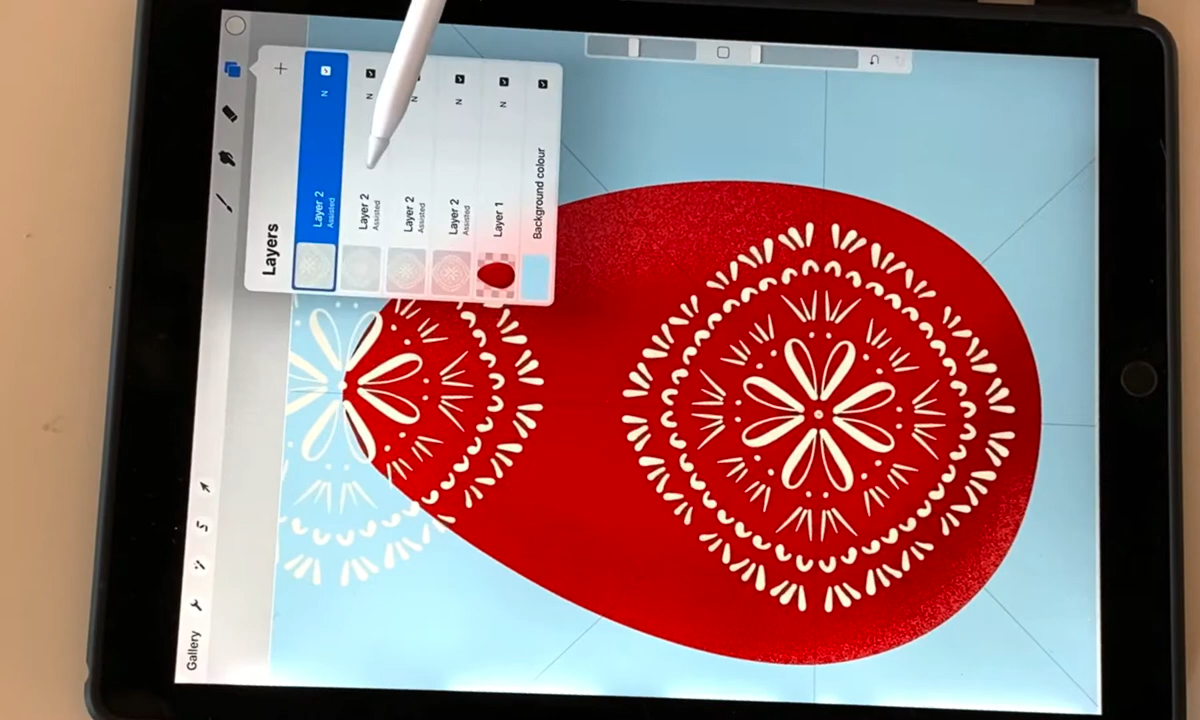 Gallery
Layers
Layer 2
Assisted
N
Layer 2
Assisted
N
Layer 2
Assisted
N
Layer 2
Assisted
N
Layer 1
N
Background colour